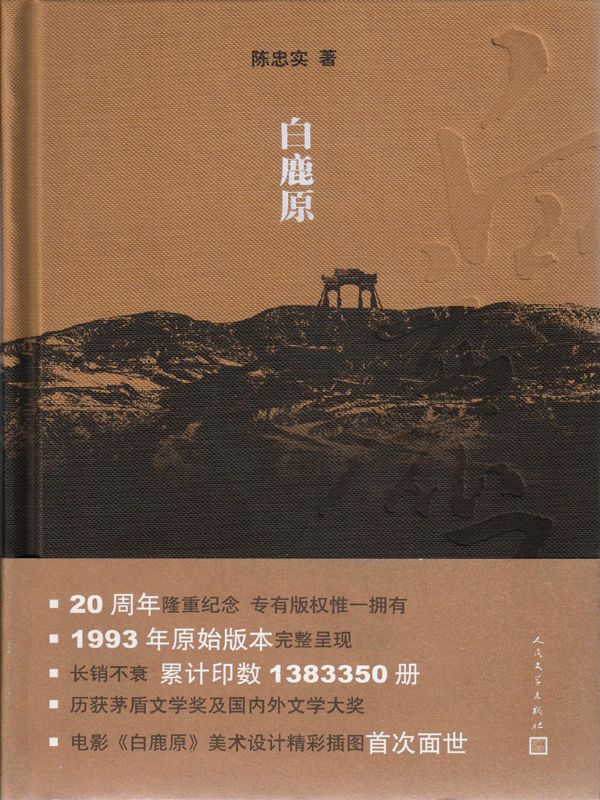 陈忠实 著
白鹿原
20 周年隆重纪念 专有版权惟一拥有
1993 年原始版本完整呈现
长销不衰 累计印数 1383350 册
历获茅盾文学奖及国内外文学大奖
电影《白鹿原》美术设计精彩插图首次面世
人民文学出版社